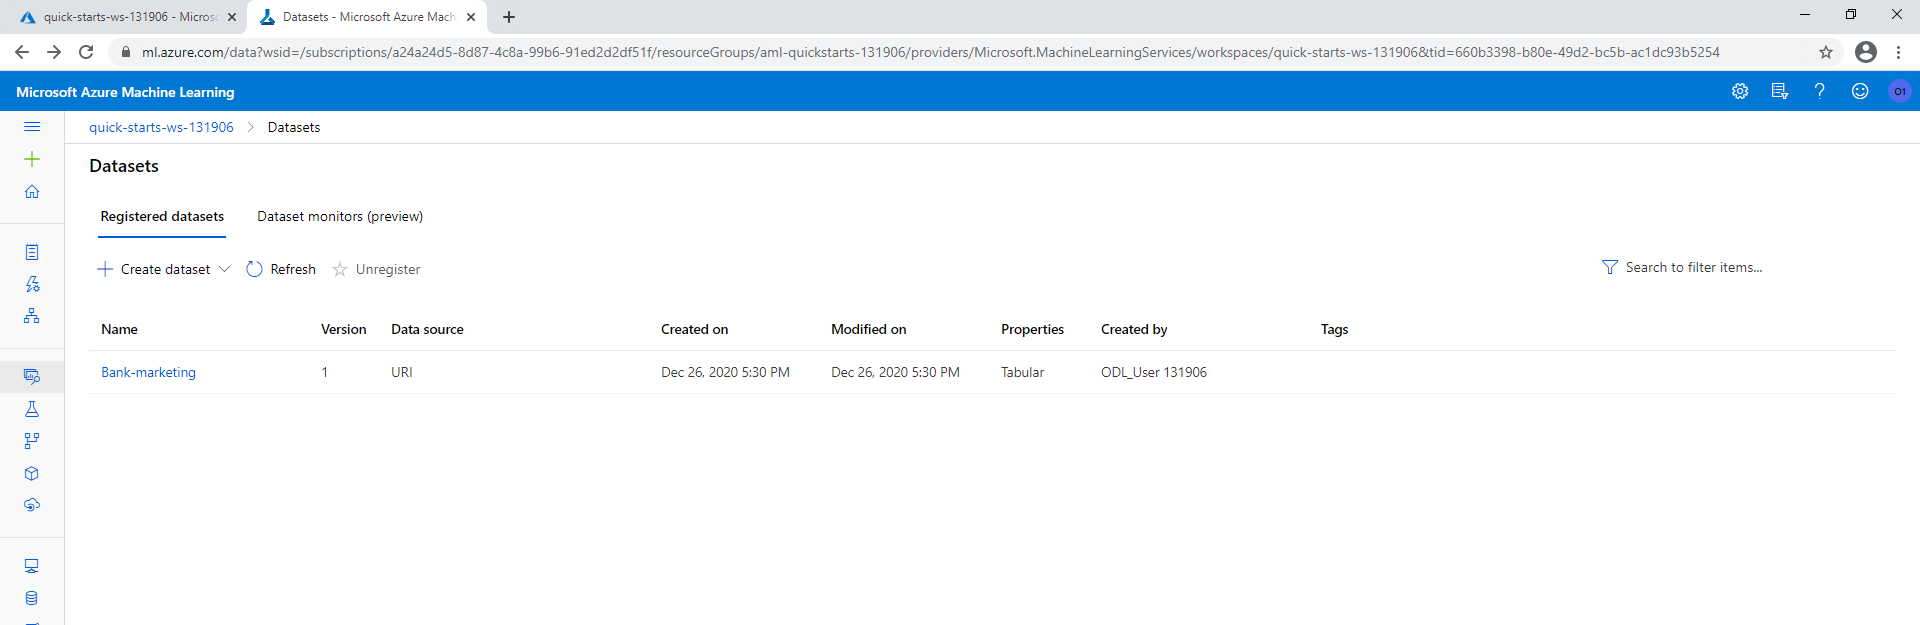 quick-starts-ws-131906 - Microso
Datasets - Microsoft Azure Mach
ml.azure.com/data?wsid=/subscriptions/a24a24d5-8d87-4c8a-99b6-91ed2d2df51f/resourceGroups/aml-quickstarts-131906/providers/Microsoft.MachineLearningServices/workspaces/quick-starts-ws-131906&tid=660b3398-b80e-49d2-bc5b-ac1dc93b5254
Microsoft Azure Machine Learning
O1
quick-starts-ws-131906 > Datasets
Datasets
Registered datasets Dataset monitors (preview)
Create dataset Refresh Unregister Search to filter items...
Name Version Data source Created on Modified on Properties Created by Tags
Bank-marketing 1 URI Dec 26, 2020 5:30 PM Dec 26, 2020 5:30 PM Tabular ODL_User 131906